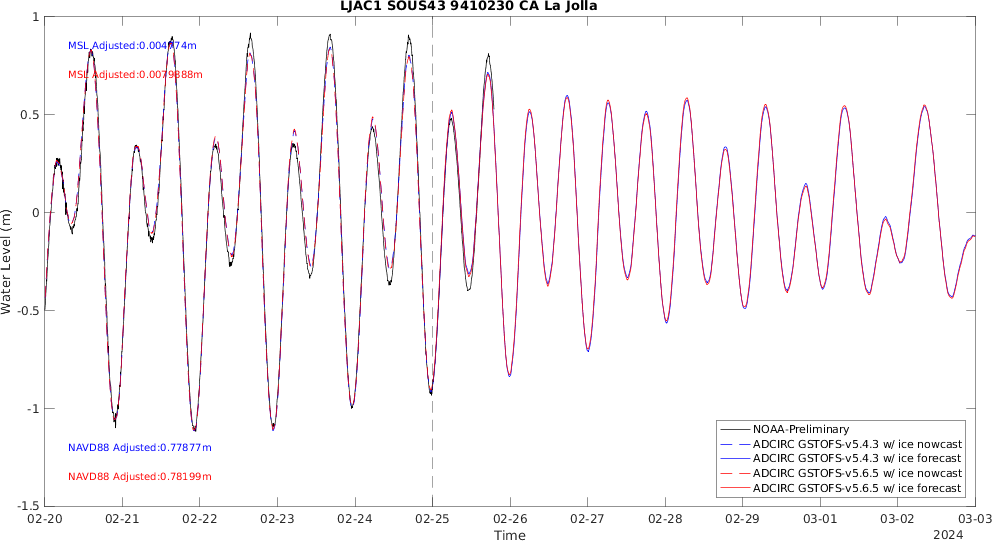 LJAC1 SOUS43 9410230 CA La Jolla
1
0.5
0
-0.5
-1
-1.5
Water Level (m)
MSL Adjusted:
MSL Adjusted:
NAVD88 Adjusted:0.77877m
NAVD88 Adjusted:0.78199m
NOAA-Preliminary
ADCIRC GSTOFS-v5.4.3 w/ ice nowcast
ADCIRC GSTOFS-v5.4.3 w/ ice forecast
ADCIRC GSTOFS-v5.6.5 w/ ice nowcast
ADCIRC GSTOFS-v5.6.5 w/ ice forecast
02-20 02-21 02-22 02-23 02-24 02-25 02-26 02-27 02-28 02-29 03-01 03-02 03-03
Time
2024